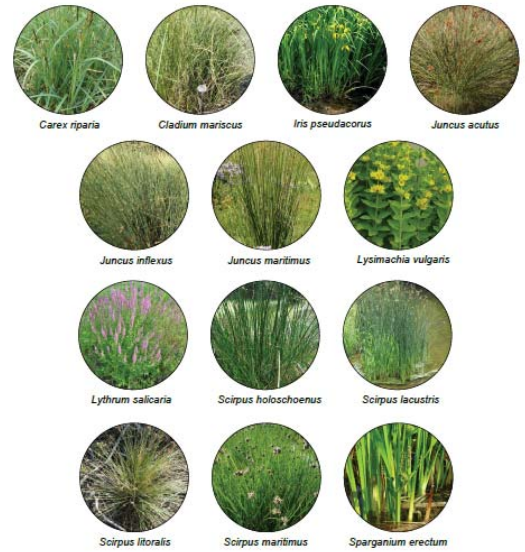 Carex riparia
Cladium mariscus
Iris pseudacorus
Juncus acutus
Juncus inflexus
Juncus maritimus
Lysimachia vulgaris
Lythrum salicaria
Scirpus holoschoenus
Scirpus lacustris
Scirpus litoralis
Scirpus maritimus
Sparganium erectum